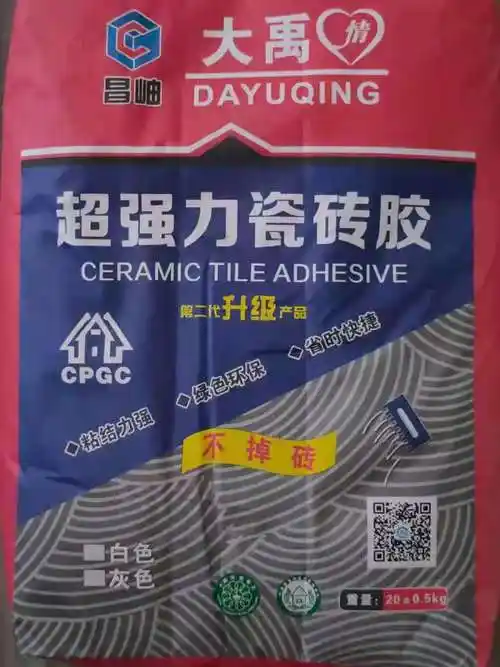 昌岫
大禹情
DAYUQING
超强力瓷砖胶
CERAMIC TILE ADHESIVE
第二代升级产品
CPGC
◆粘结力强 ◆绿色环保 ◆省时快捷
不掉砖
白色
灰色
重量: 20±0.5kg